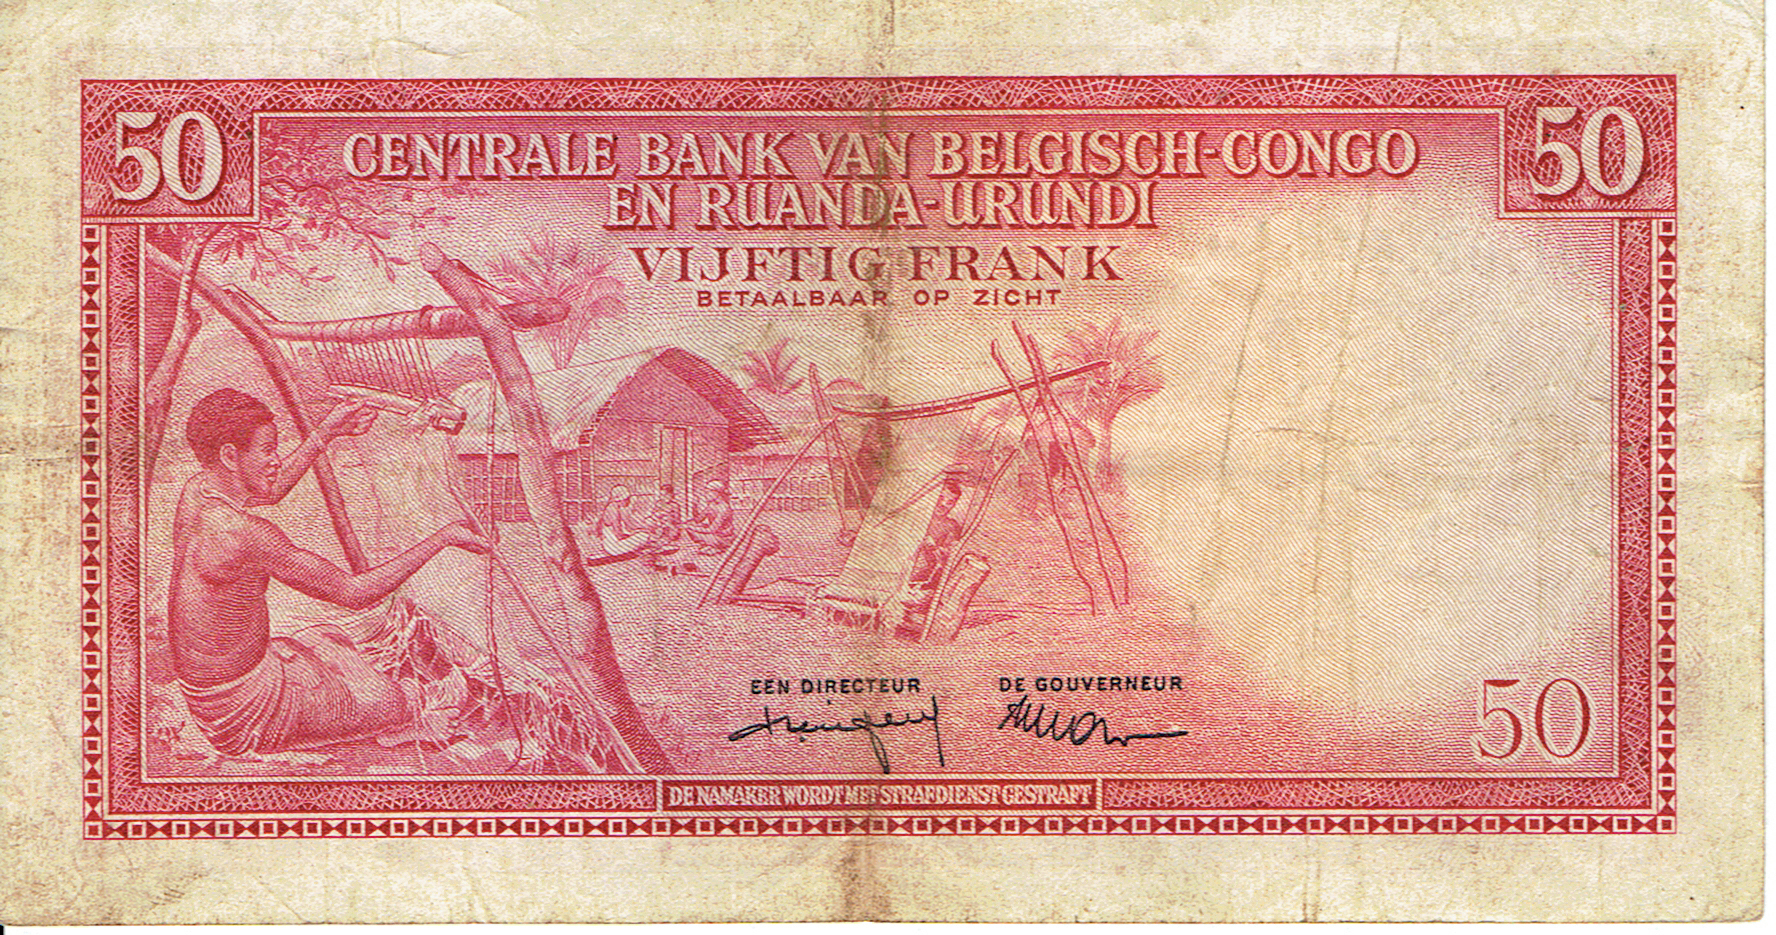 50
50
CENTRALE BANK VAN BELGISCH-CONGO
EN RUANDA-URUNDI
VIJFTIG FRANK
BETAALBAAR OP ZICHT
EEN DIRECTEUR
DE GOUVERNEUR
50
DE NAMAKER WORDT MET STRAFDIENST GESTRAFT